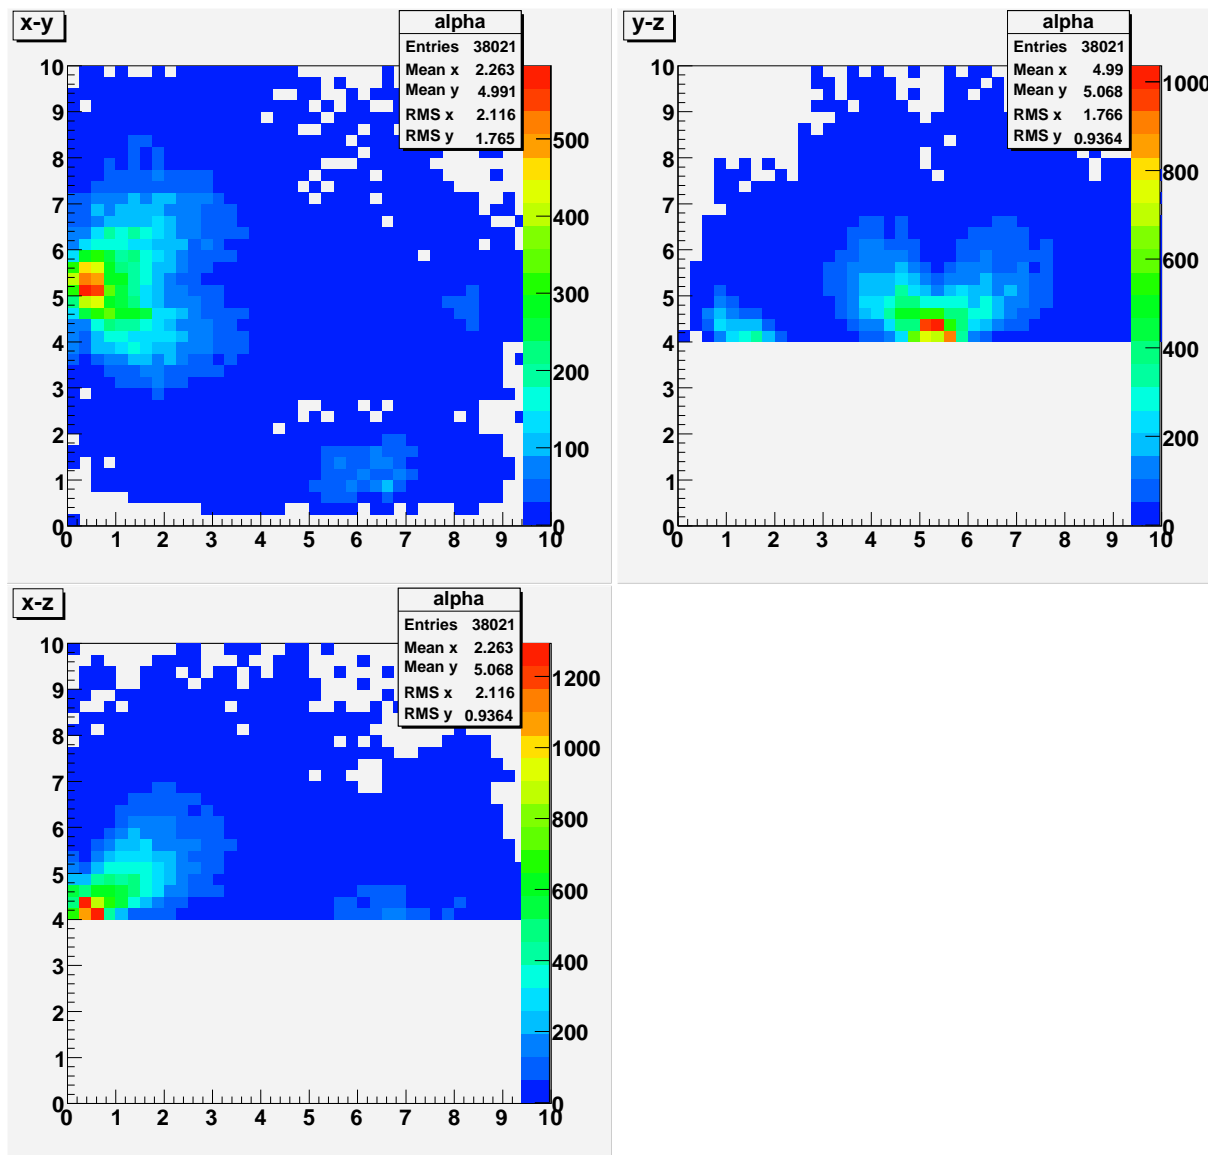 x-y
alpha
Entries 38021
Mean x 2.263
Mean y 4.991
RMS x 2.116
RMS y 1.765
10
9
8
7
6
5
4
3
2
1
0
0 1 2 3 4 5 6 7 8 9 10
500
400
300
200
100
0
y-z
alpha
Entries 38021
Mean x 4.99
Mean y 5.068
RMS x 1.766
RMS y 0.9364
10
9
8
7
6
5
4
3
2
1
0
0 1 2 3 4 5 6 7 8 9 10
1000
800
600
400
200
0
x-z
alpha
Entries 38021
Mean x 2.263
Mean y 5.068
RMS x 2.116
RMS y 0.9364
10
9
8
7
6
5
4
3
2
1
0
0 1 2 3 4 5 6 7 8 9 10
1200
1000
800
600
400
200
0